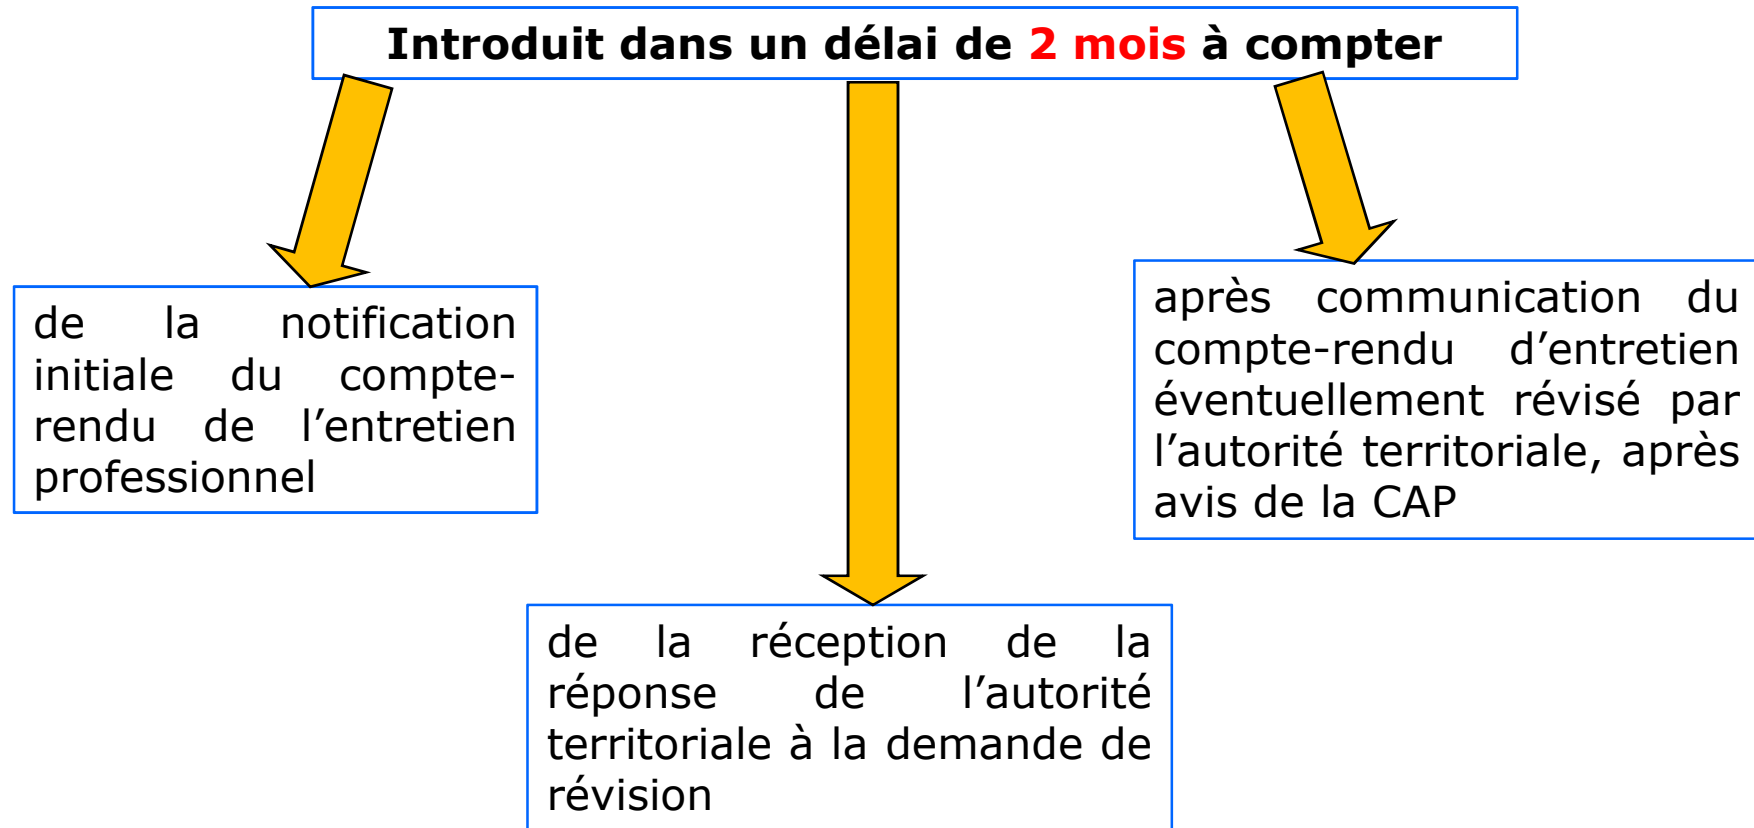 Introduit dans un délai de 2 mois à compter
de la notification
initiale du compte-
rendu de l’entretien
professionnel
de la réception de la
réponse de l’autorité
territoriale à la demande de
révision
après communication du
compte-rendu d’entretien
éventuellement révisé par
l’autorité territoriale, après
avis de la CAP